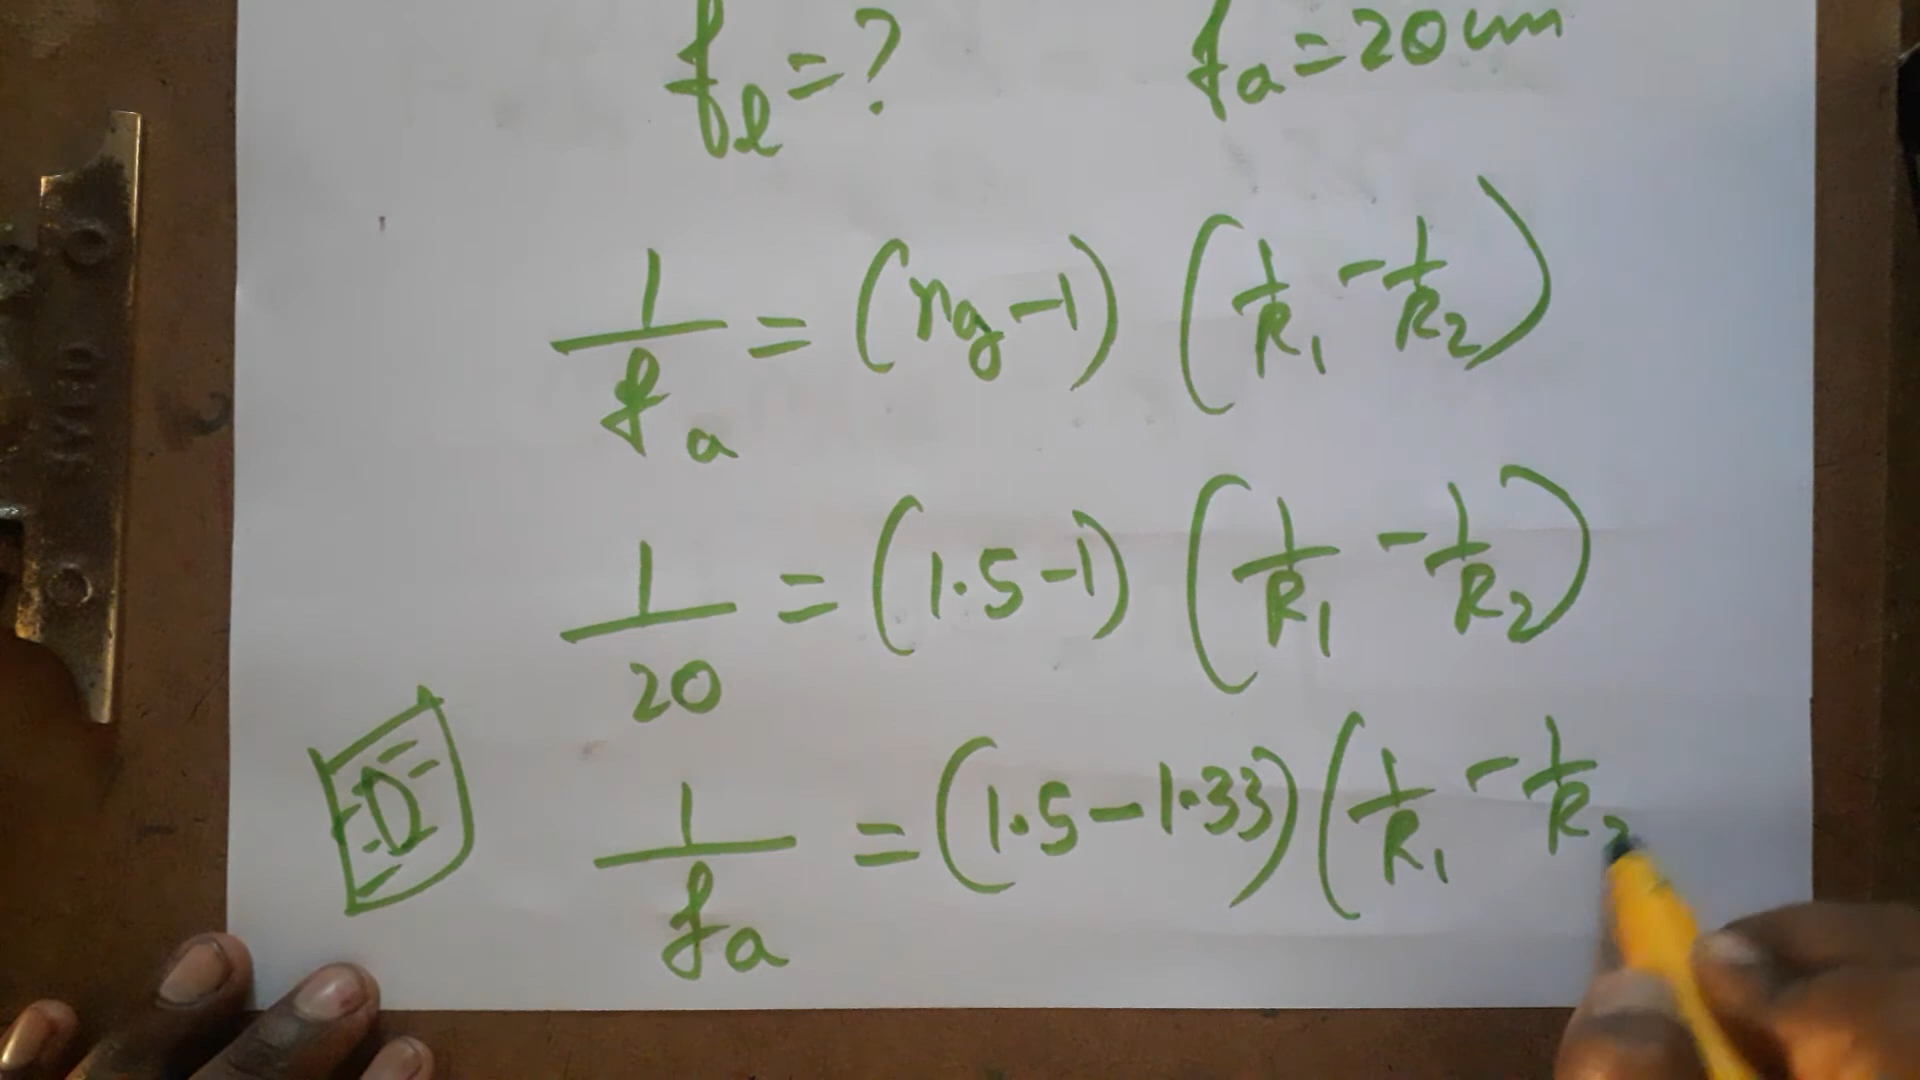 fl=? fa=20cm
1/fa = (ng-1) (1/R1 - 1/R2)
1/20 = (1.5-1) (1/R1 - 1/R2)
D
1/fa = (1.5-1.33) (1/R1 - 1/R2